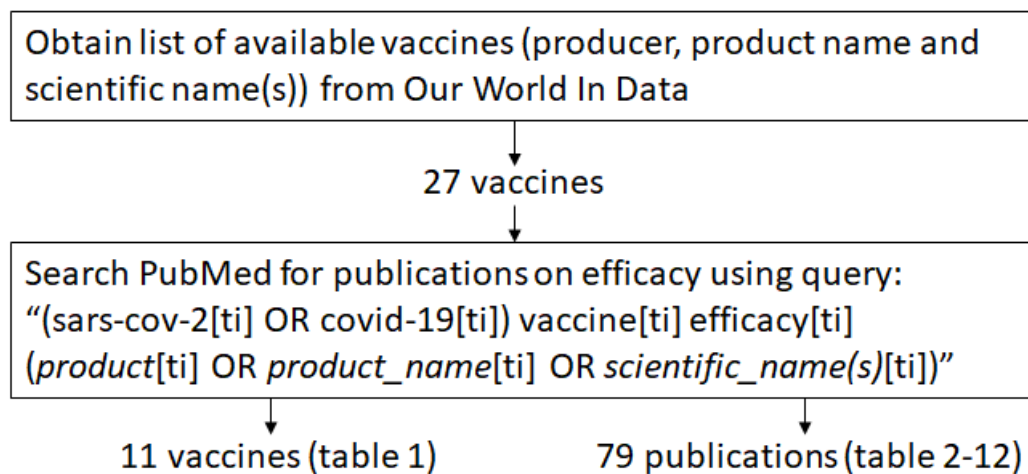 Obtain list of available vaccines (producer, product name and
scientific name(s)) from Our World In Data
27 vaccines
Search PubMed for publications on efficacy using query:
“(sars-cov-2[ti] OR covid-19[ti]) vaccine[ti] efficacy[ti]
(product[ti] OR product_name[ti] OR scientific_name(s)[ti])”
11 vaccines (table 1)
79 publications (table 2-12)